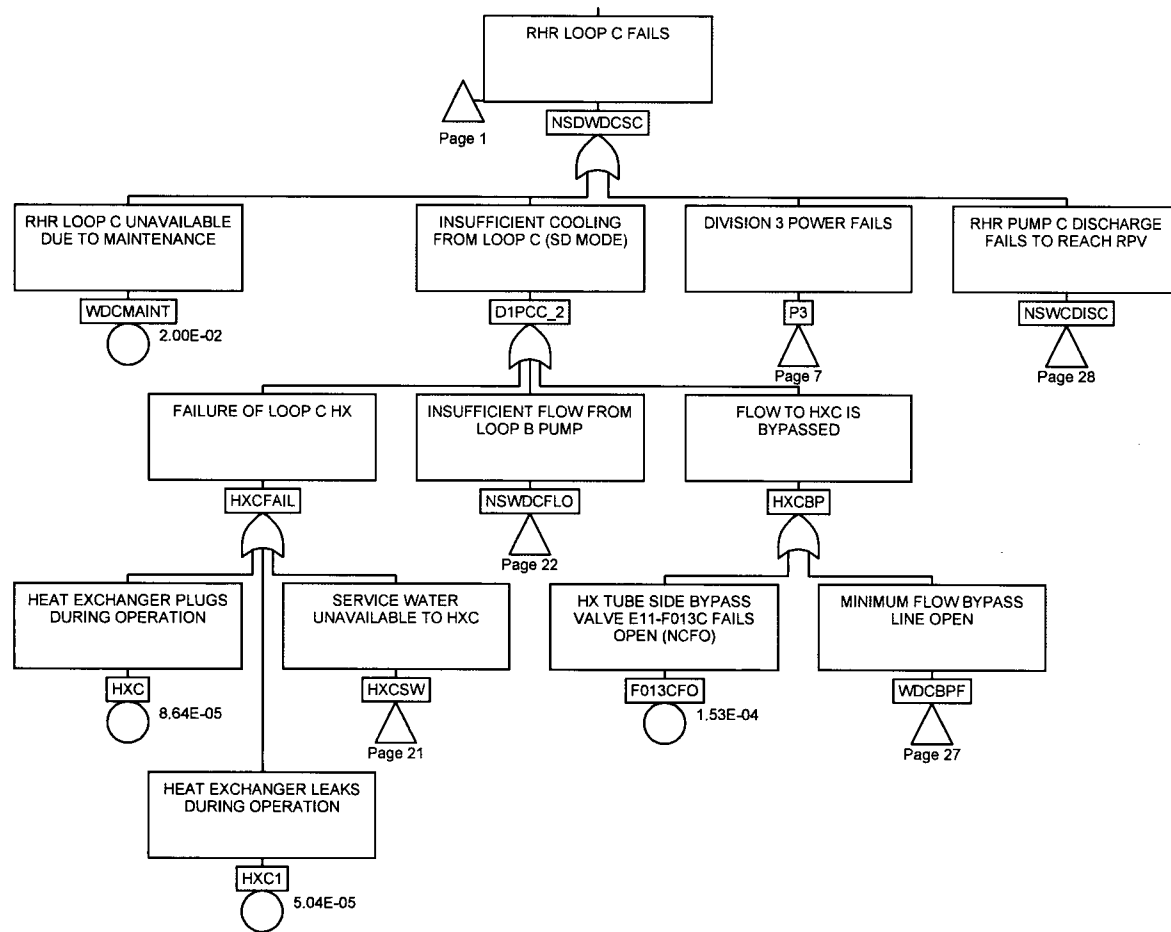 RHR LOOP C FAILS
Page 1
NSDWDCSC
RHR LOOP C UNAVAILABLE
DUE TO MAINTENANCE
WDCMAINT
2.00E-02
INSUFFICIENT COOLING
FROM LOOP C (SD MODE)
D1PCC_2
DIVISION 3 POWER FAILS
P3
Page 7
RHR PUMP C DISCHARGE
FAILS TO REACH RPV
NSWCDISC
Page 28
FAILURE OF LOOP C HX
HXCFAIL
INSUFFICIENT FLOW FROM
LOOP B PUMP
NSWDCFLO
Page 22
FLOW TO HXC IS
BYPASSED
HXCBP
HEAT EXCHANGER PLUGS
DURING OPERATION
HXC
8.64E-05
SERVICE WATER
UNAVAILABLE TO HXC
HXCSW
Page 21
HX TUBE SIDE BYPASS
VALVE E11-F013C FAILS
OPEN (NCFO)
F013CFO
1.53E-04
MINIMUM FLOW BYPASS
LINE OPEN
WDCBPF
Page 27
HEAT EXCHANGER LEAKS
DURING OPERATION
HXC1
5.04E-05